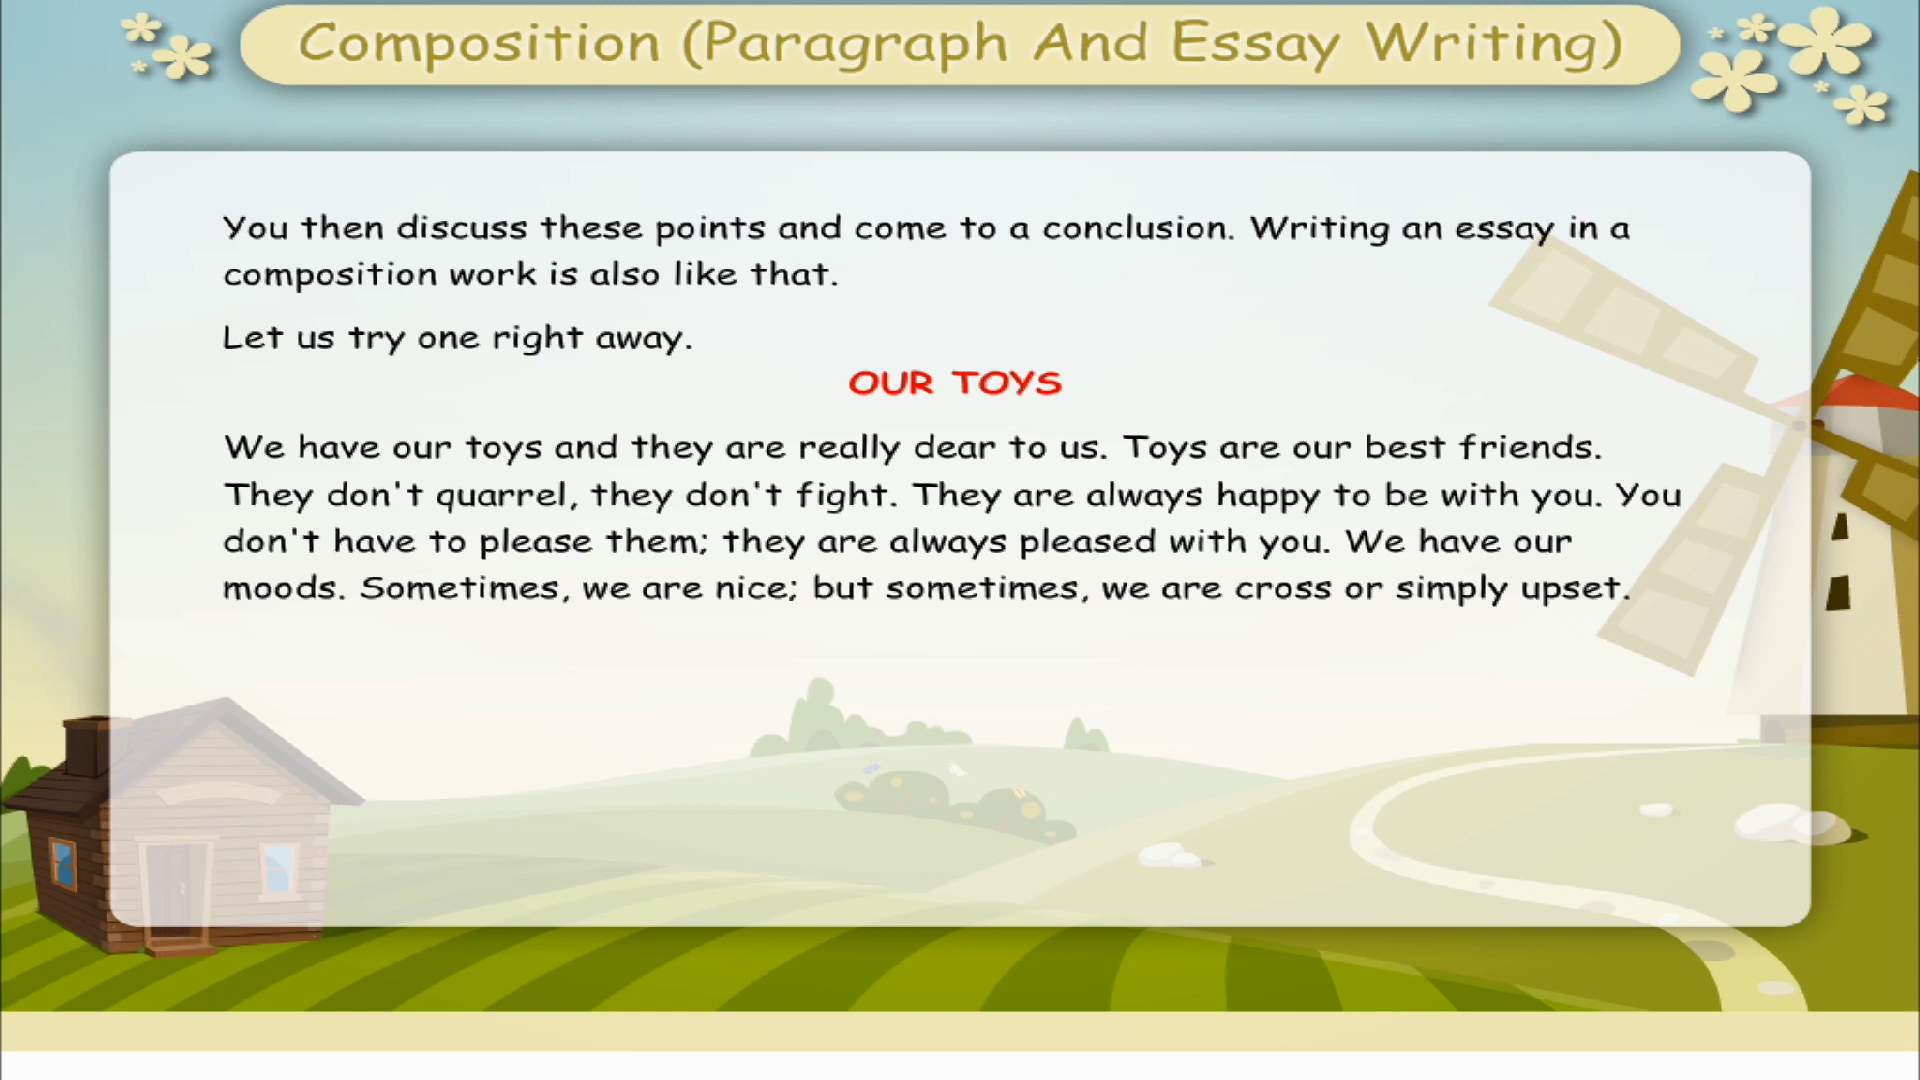 Composition (Paragraph And Essay Writing)
You then discuss these points and come to a conclusion. Writing an essay in a
composition work is also like that.
Let us try one right away.
OUR TOYS
We have our toys and they are really dear to us. Toys are our best friends.
They don't quarrel, they don't fight. They are always happy to be with you. You
don't have to please them; they are always pleased with you. We have our
moods. Sometimes, we are nice; but sometimes, we are cross or simply upset.